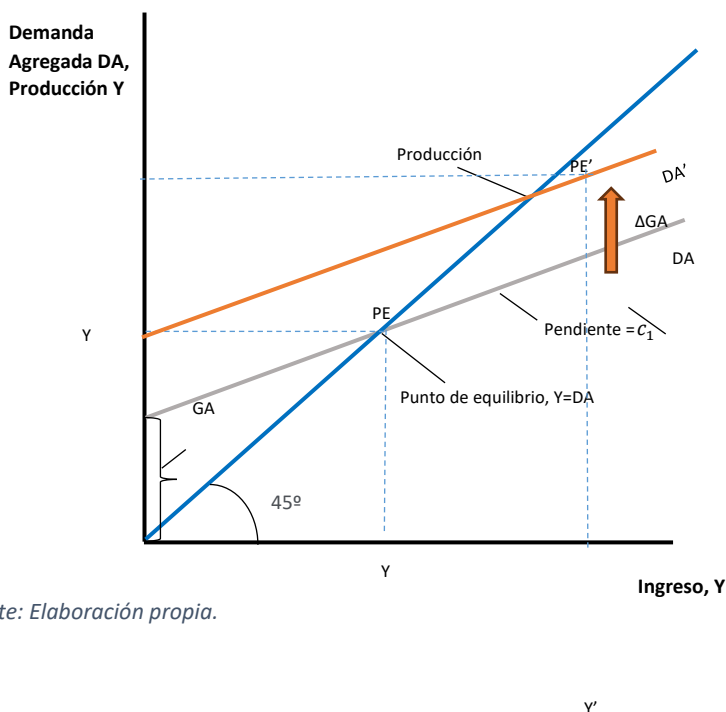 Demanda
Agregada DA,
Producción Y
Producción
PE’
DA’
ΔGA
DA
PE
Y
Pendiente =c₁
Punto de equilibrio, Y=DA
GA
45º
Y
Ingreso, Y
te: Elaboración propia.
Y’